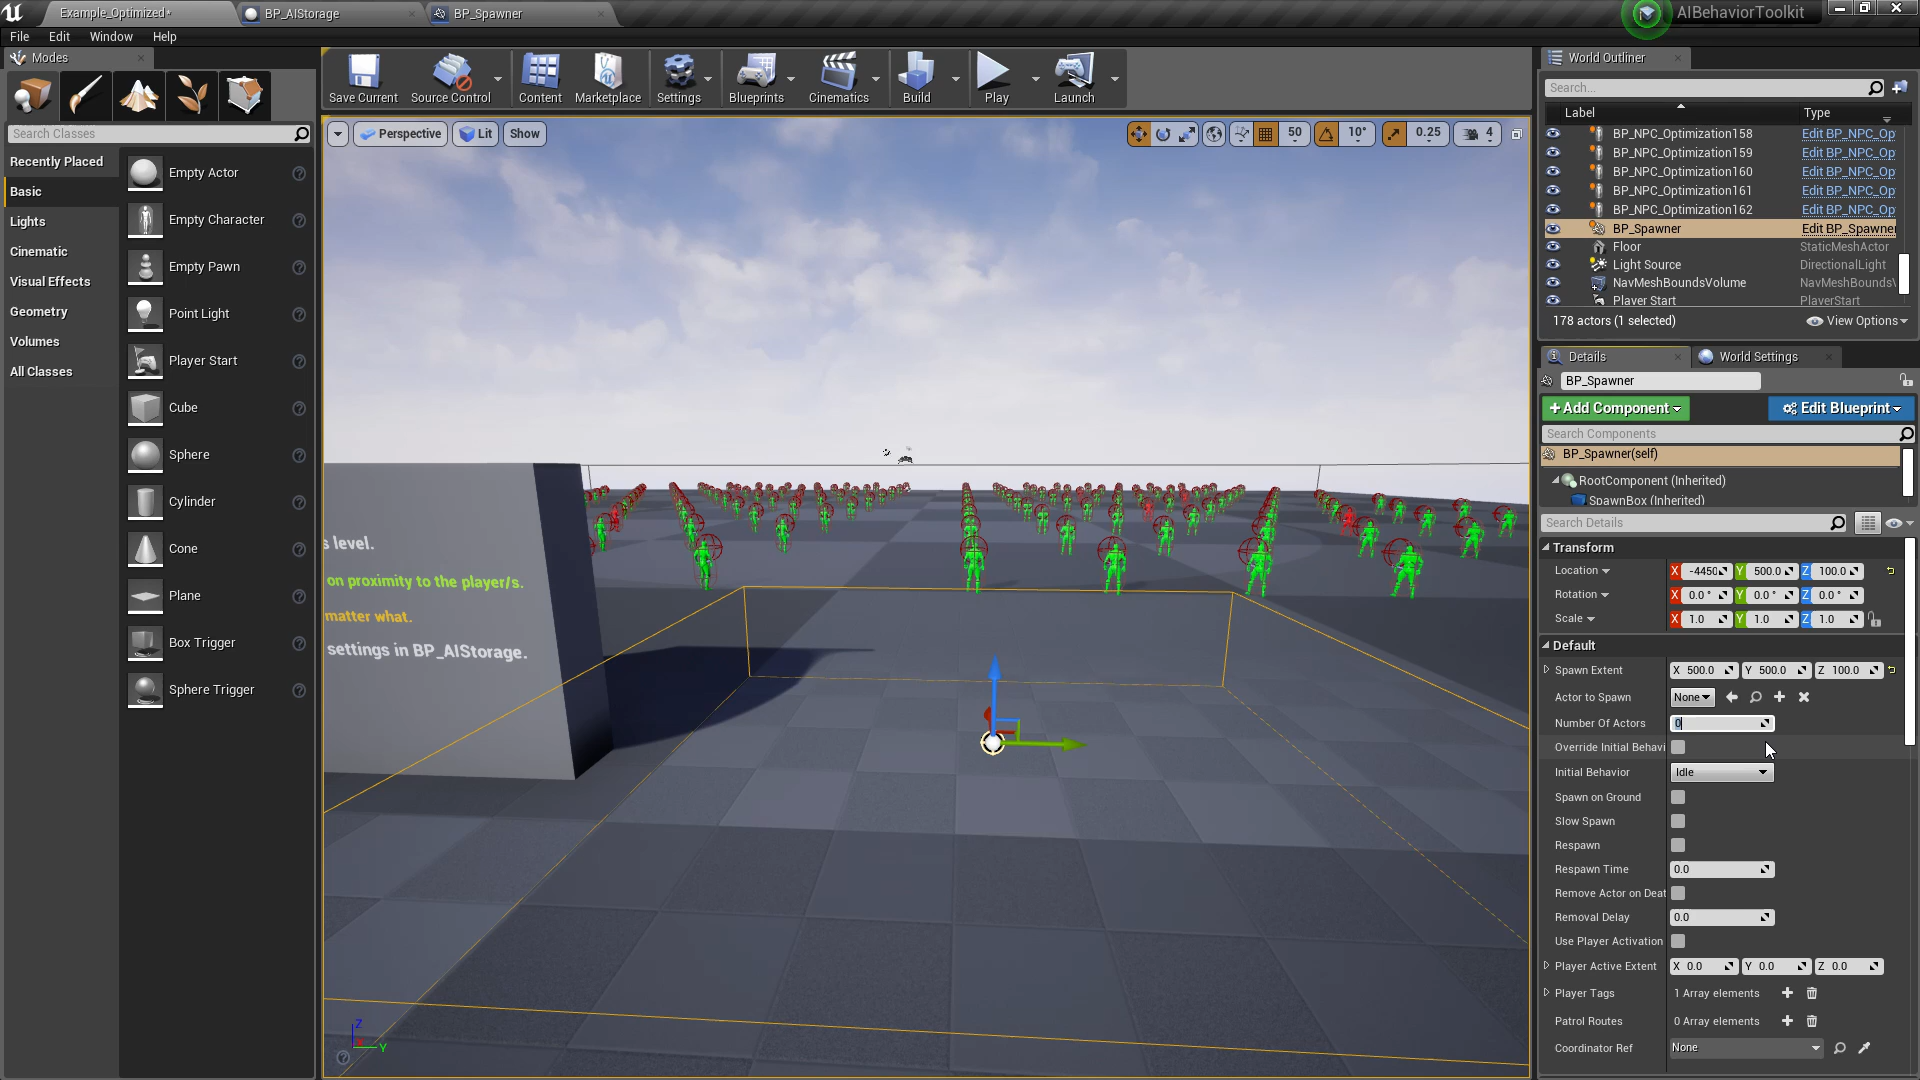 Example_Optimized*
BP_AIStorage
BP_Spawner
AIBehaviorToolkit
File Edit Window Help
Modes
Save Current
Source Control
Content
Marketplace
Settings
Blueprints
Cinematics
Build
Play
Launch
Search Classes
Recently Placed
Basic
Lights
Cinematic
Visual Effects
Geometry
Volumes
All Classes
Empty Actor
Empty Character
Empty Pawn
Point Light
Player Start
Cube
Sphere
Cylinder
Cone
Plane
Box Trigger
Sphere Trigger
Perspective
Lit
Show
50
10°
0.25
4
s level.
on proximity to the player/s.
matter what.
settings in BP_AIStorage.
Z
Y
World Outliner
Search...
Label Type
BP_NPC_Optimization158 Edit BP_NPC_Op
BP_NPC_Optimization159 Edit BP_NPC_Op
BP_NPC_Optimization160 Edit BP_NPC_Op
BP_NPC_Optimization161 Edit BP_NPC_Op
BP_NPC_Optimization162 Edit BP_NPC_Op
BP_Spawner Edit BP_Spawner
Floor StaticMeshActor
Light Source DirectionalLight
NavMeshBoundsVolume NavMeshBoundsV
Player Start PlayerStart
178 actors (1 selected) View Options
Details
World Settings
BP_Spawner
+Add Component
Edit Blueprint
Search Components
BP_Spawner(self)
RootComponent (Inherited)
SpawnBox (Inherited)
Search Details
Transform
Location X -4450 Y 500.0 Z 100.0
Rotation X 0.0 ° Y 0.0 ° Z 0.0 °
Scale X 1.0 Y 1.0 Z 1.0
Default
Spawn Extent X 500.0 Y 500.0 Z 100.0
Actor to Spawn None
Number Of Actors 0
Override Initial Behavi
Initial Behavior Idle
Spawn on Ground
Slow Spawn
Respawn
Respawn Time 0.0
Remove Actor on Deat
Removal Delay 0.0
Use Player Activation
Player Active Extent X 0.0 Y 0.0 Z 0.0
Player Tags 1 Array elements
Patrol Routes 0 Array elements
Coordinator Ref None